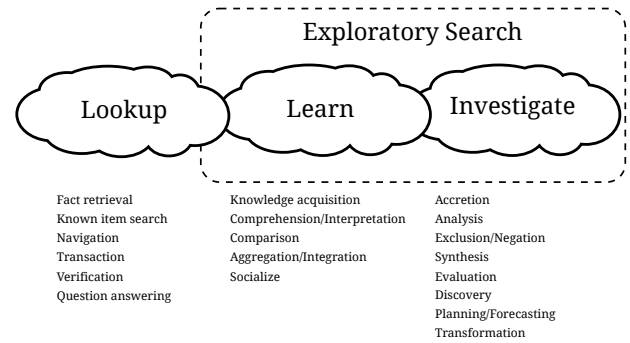 Exploratory Search
Lookup
Learn
Investigate
Fact retrieval
Known item search
Navigation
Transaction
Verification
Question answering
Knowledge acquisition
Comprehension/Interpretation
Comparison
Aggregation/Integration
Socialize
Accretion
Analysis
Exclusion/Negation
Synthesis
Evaluation
Discovery
Planning/Forecasting
Transformation